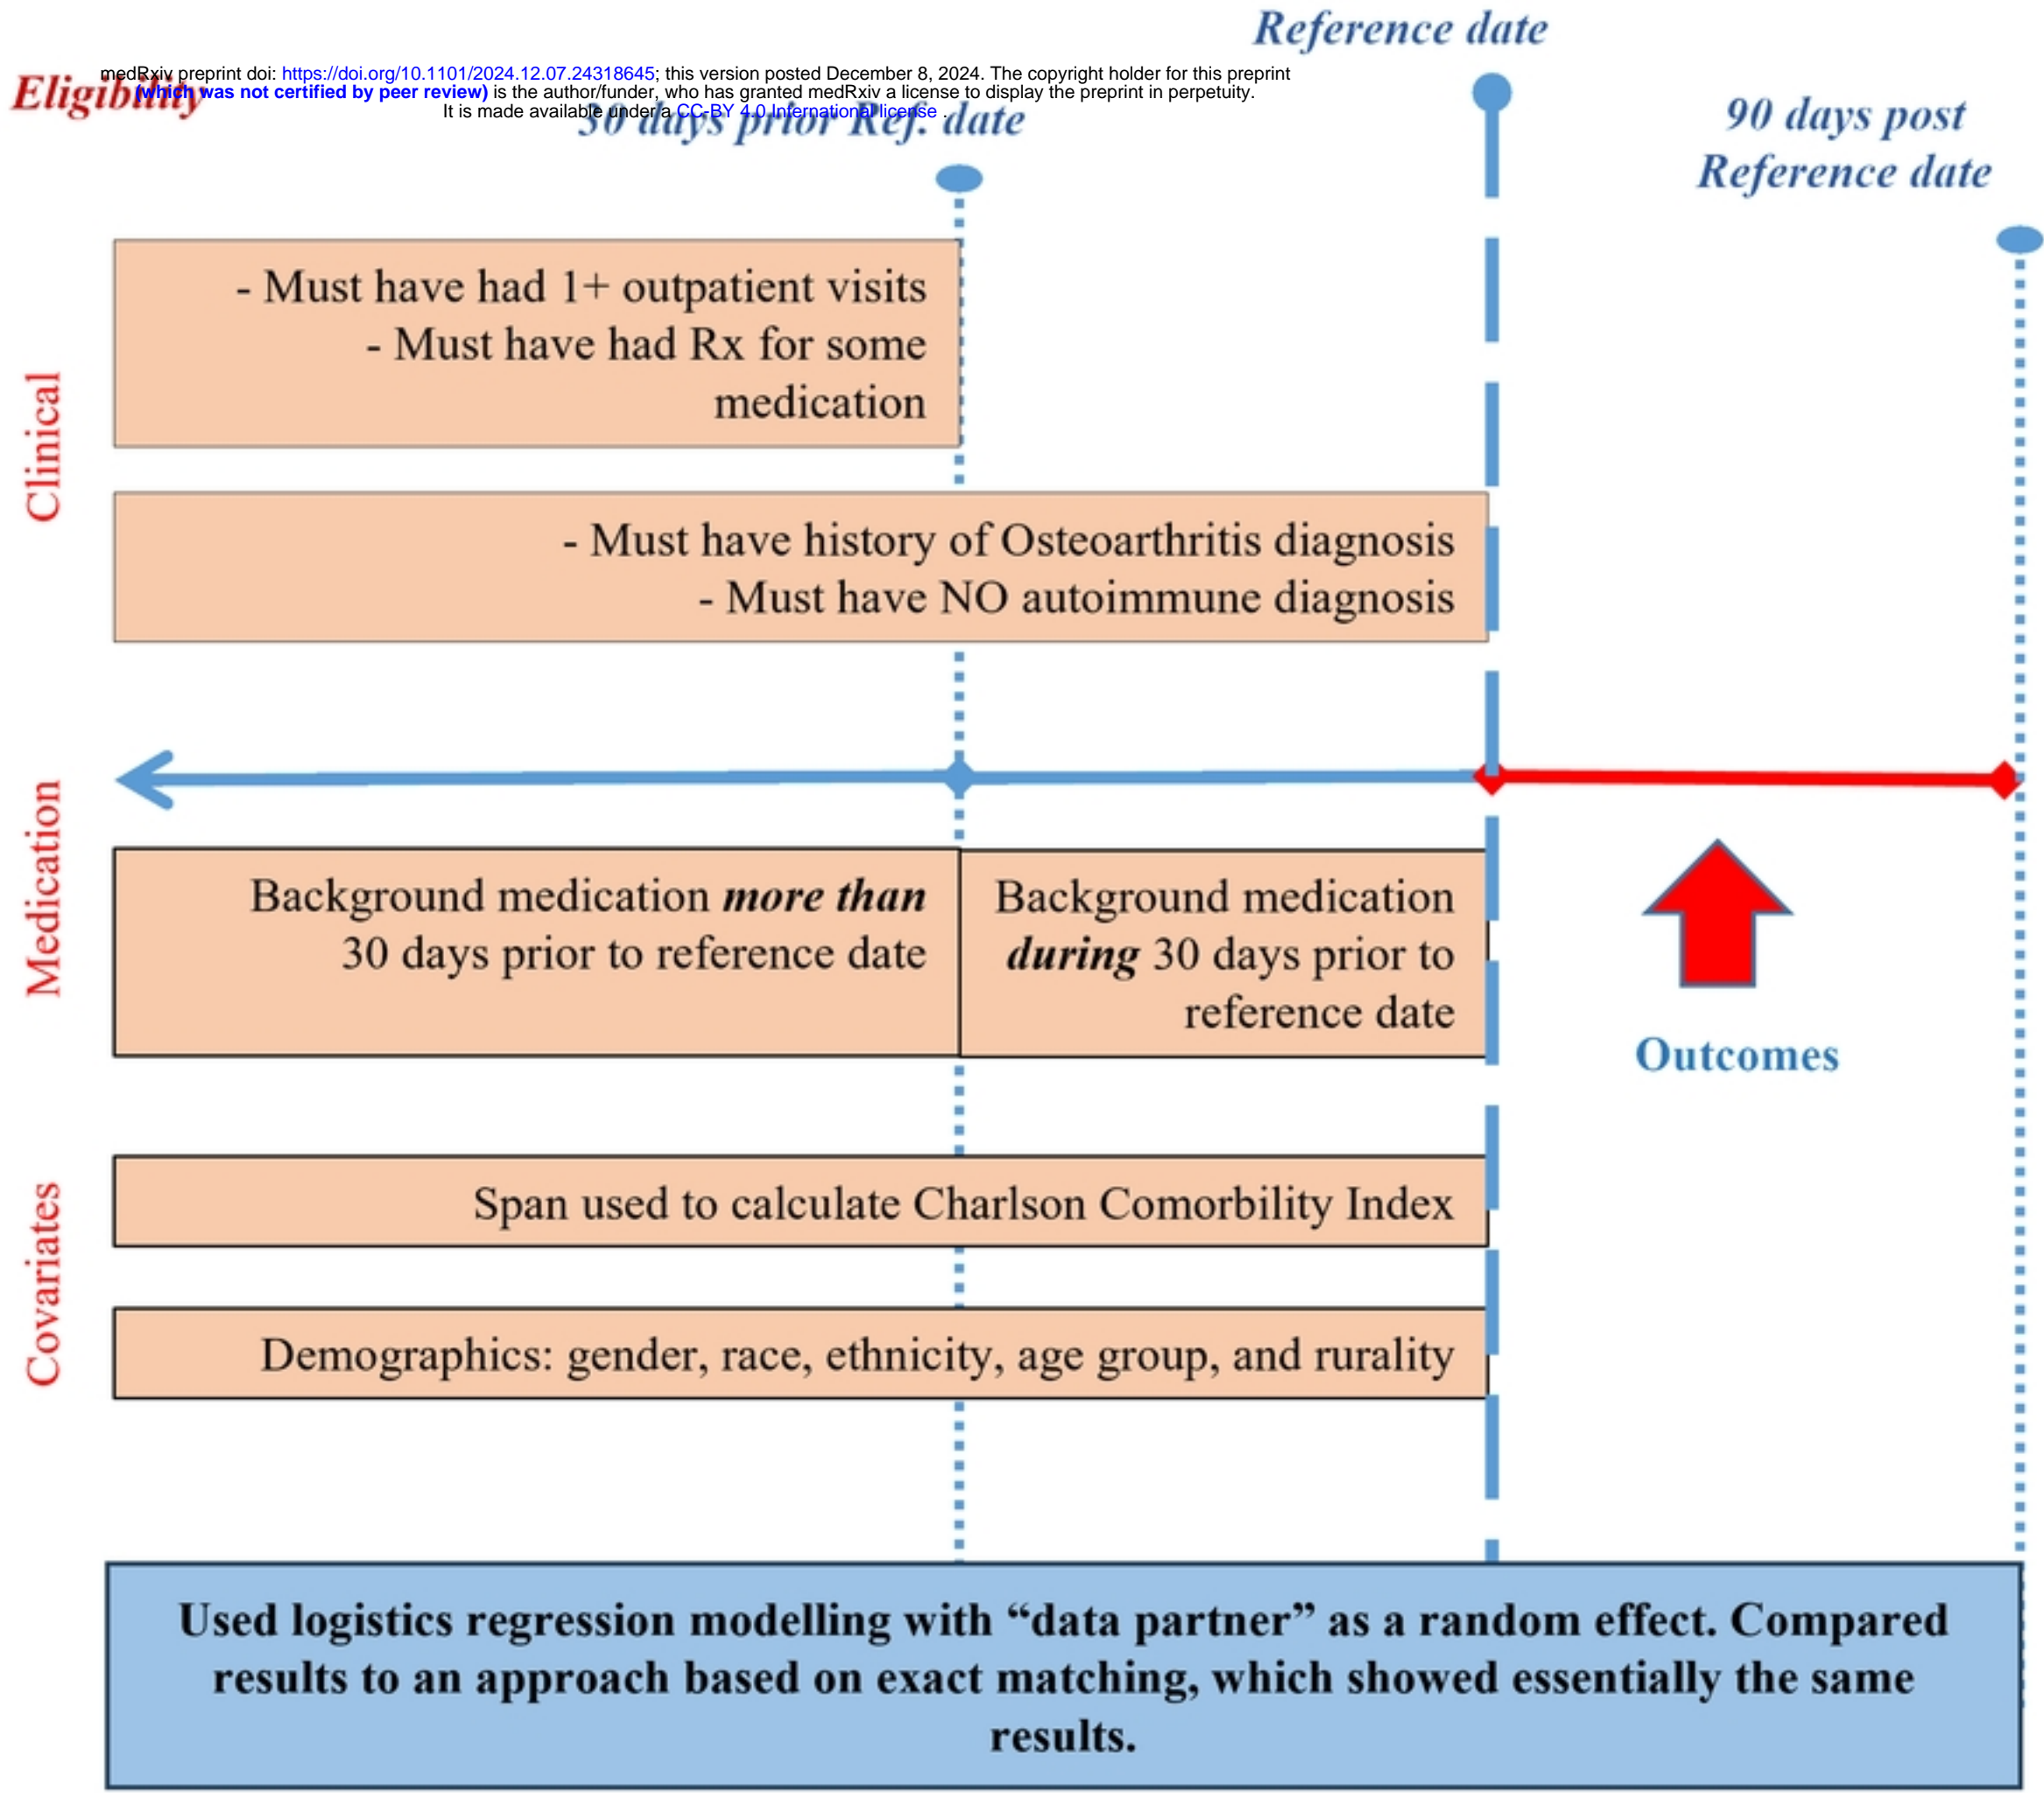 Reference date
medRxiv preprint doi: https://doi.org/10.1101/2024.12.07.24318645; this version posted December 8, 2024. The copyright holder for this preprint
(which was not certified by peer review) is the author/funder, who has granted medRxiv a license to display the preprint in perpetuity.
It is made available under a CC-BY 4.0 International license .
Eligibility
30 days prior Ref. date
90 days post
Reference date
Clinical
- Must have had 1+ outpatient visits
- Must have had Rx for some
medication
- Must have history of Osteoarthritis diagnosis
- Must have NO autoimmune diagnosis
Medication
Background medication more than
30 days prior to reference date
Background medication
during 30 days prior to
reference date
Outcomes
Covariates
Span used to calculate Charlson Comorbility Index
Demographics: gender, race, ethnicity, age group, and rurality
Used logistics regression modelling with “data partner” as a random effect. Compared
results to an approach based on exact matching, which showed essentially the same
results.